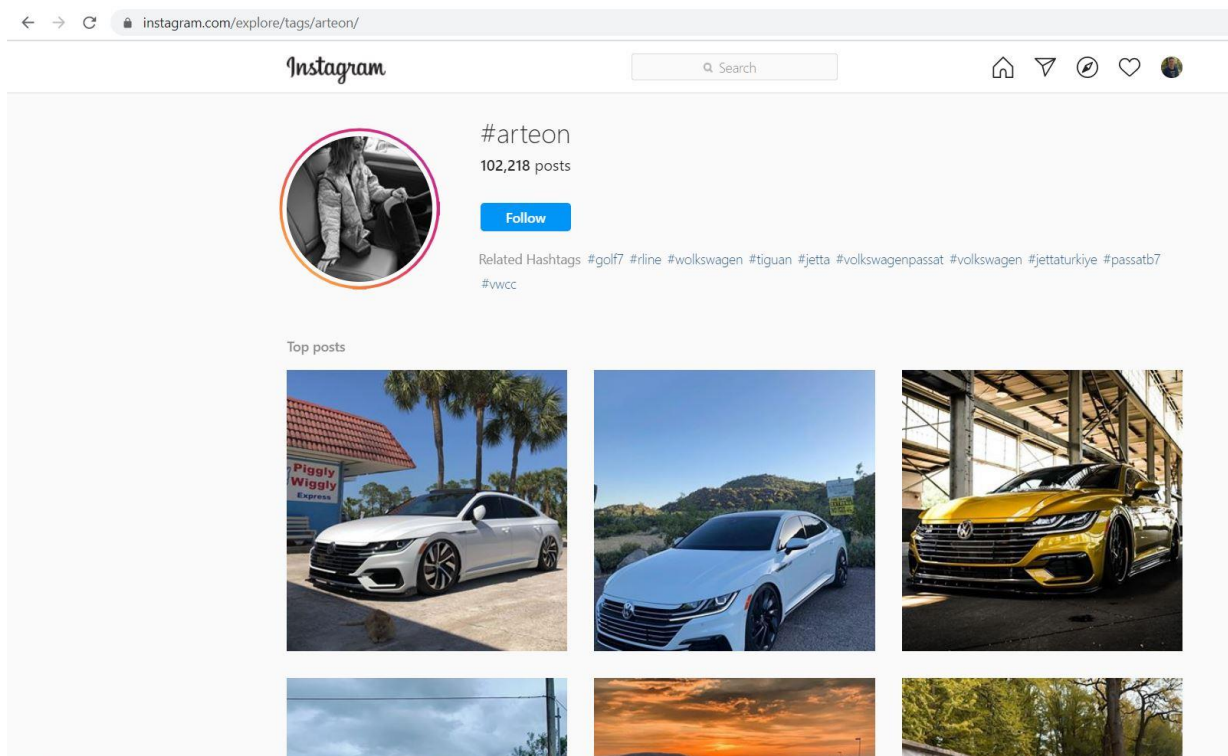 instagram.com/explore/tags/arteon/
Instagram
Search
#arteon
102,218 posts
Follow
Related Hashtags #golf7 #rline #wolkswagen #tiguan #jetta #volkswagenpassat #volkswagen #jettaturkiye #passatb7
#vwcc
Top posts
Piggly
Wiggly
Express